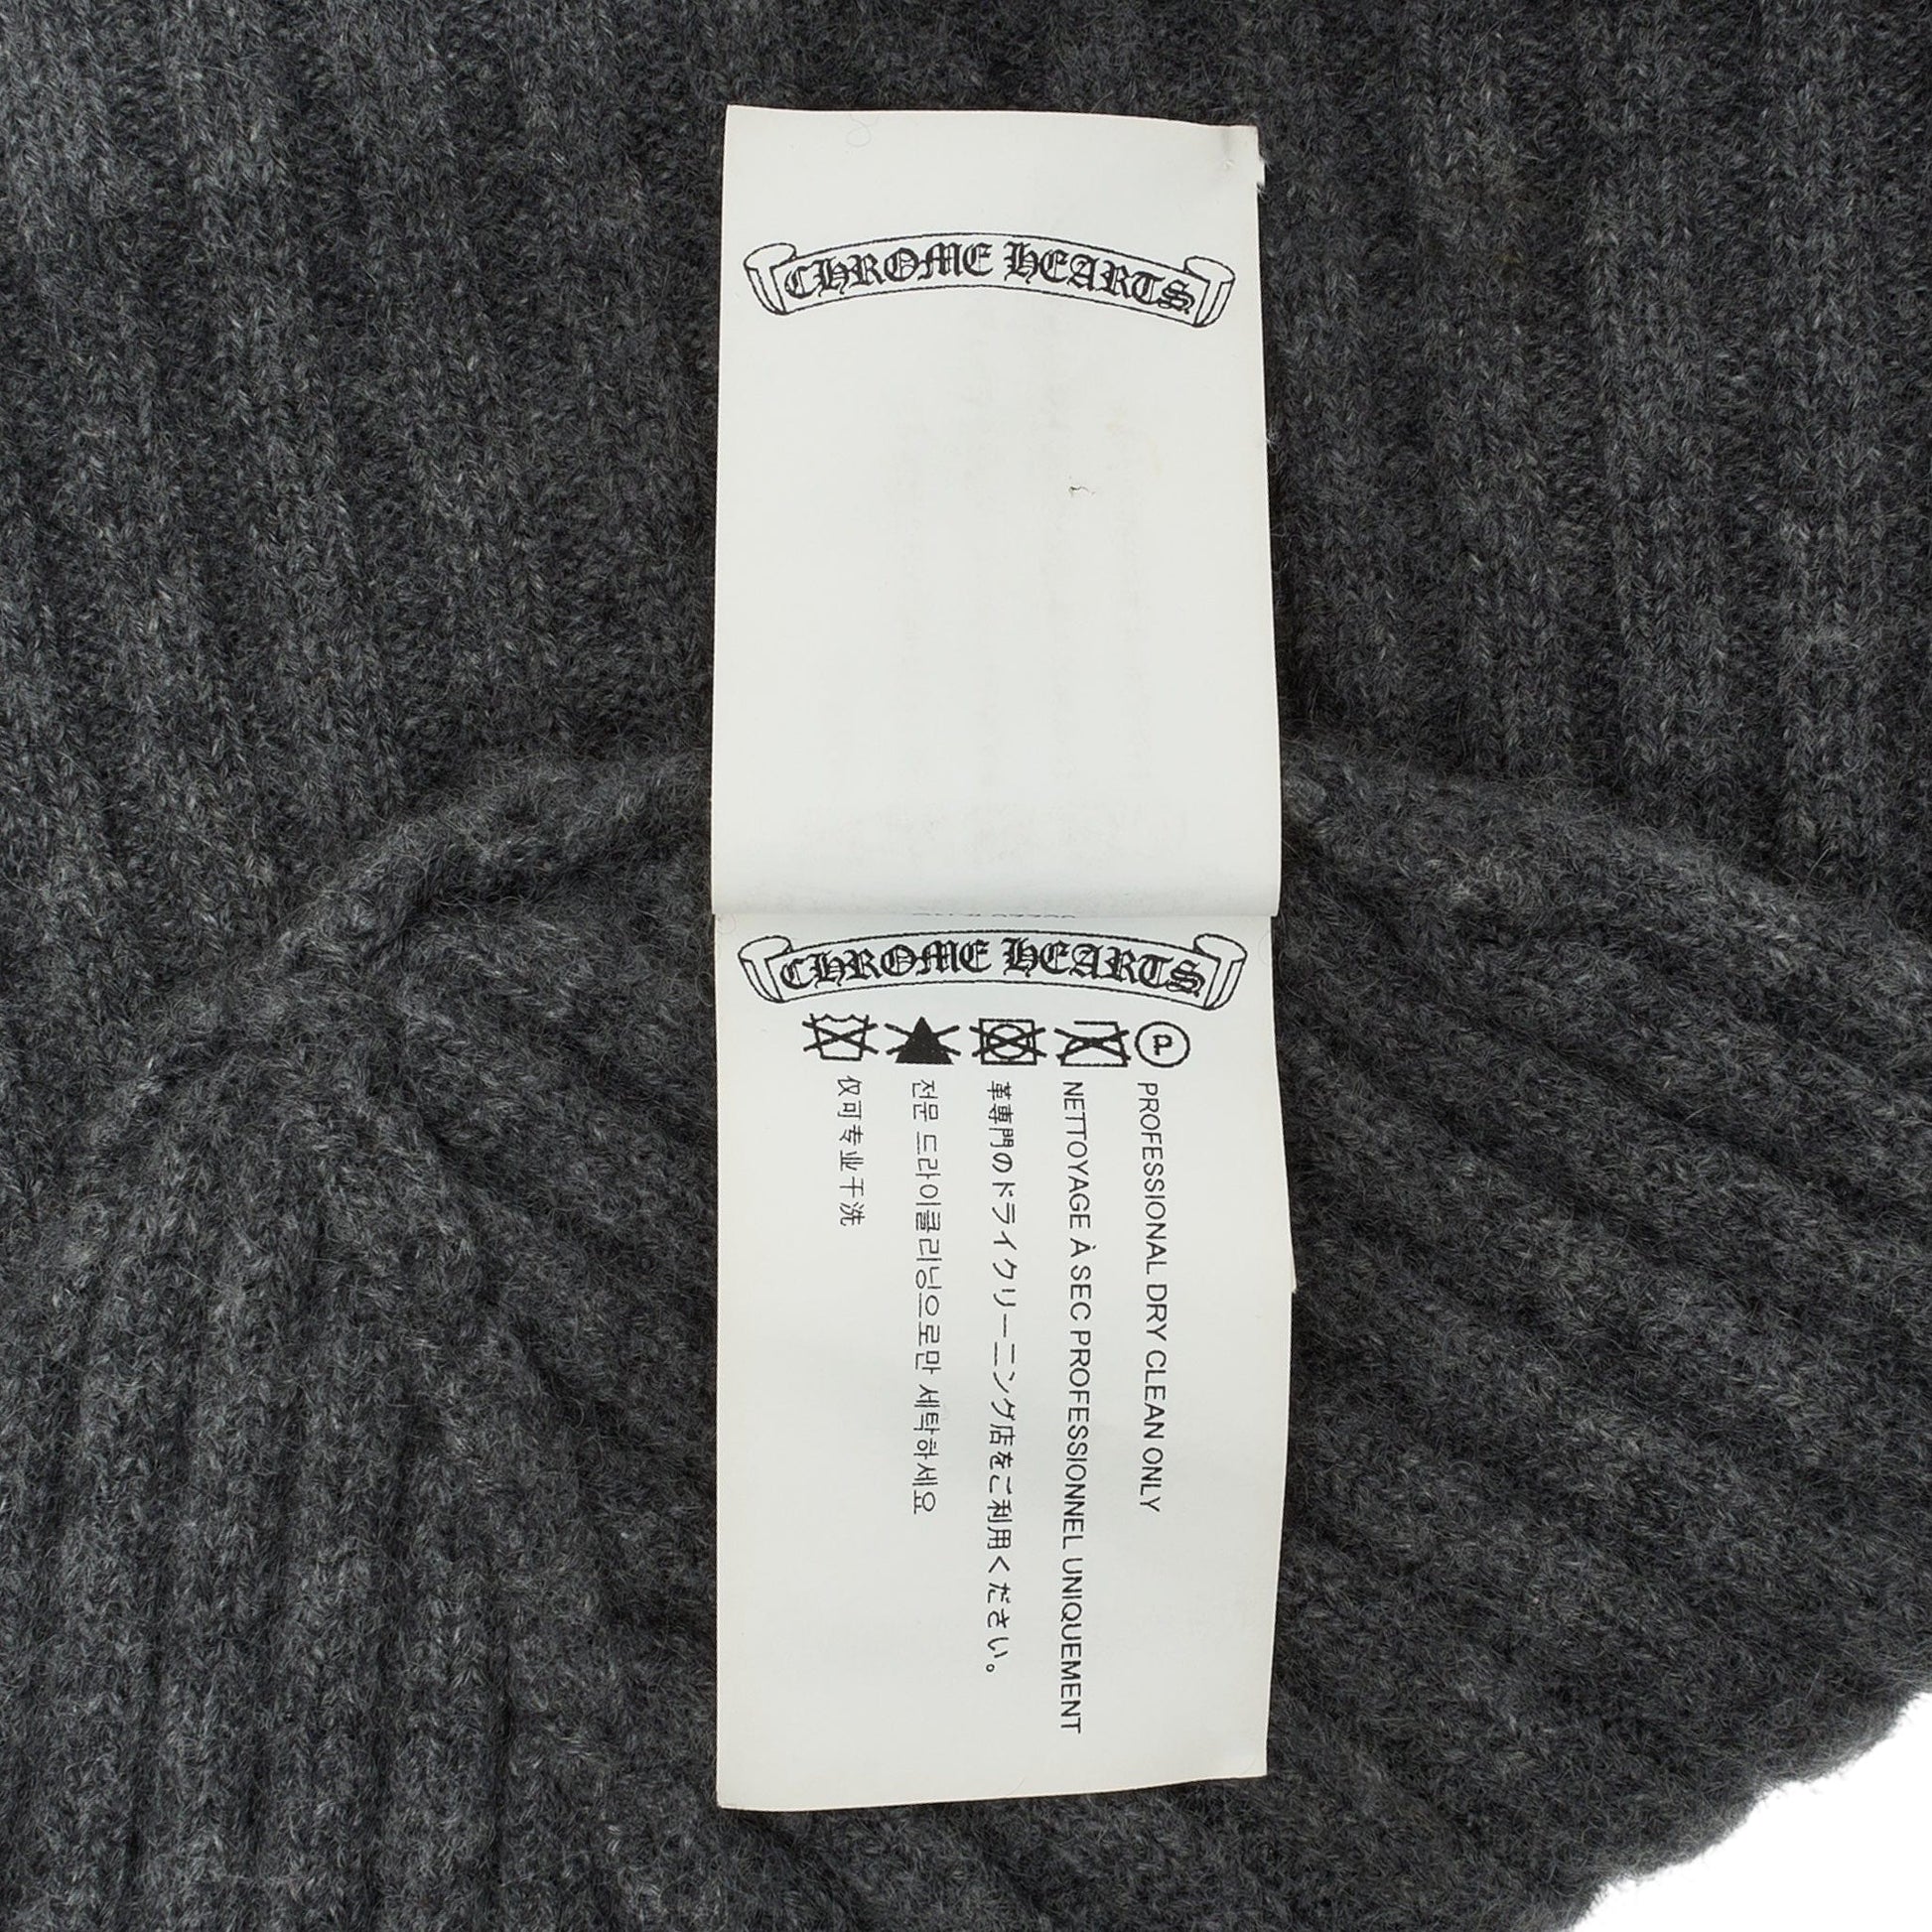 CHROME HEARTS
CHROME HEARTS
P
PROFESSIONAL DRY CLEAN ONLY
NETTOYAGE À SEC PROFESSIONNEL UNIQUEMENT
革専門のドライクリーニング店をご利用ください。
전문 드라이클리닝으로만 세탁하세요
仅可专业干洗